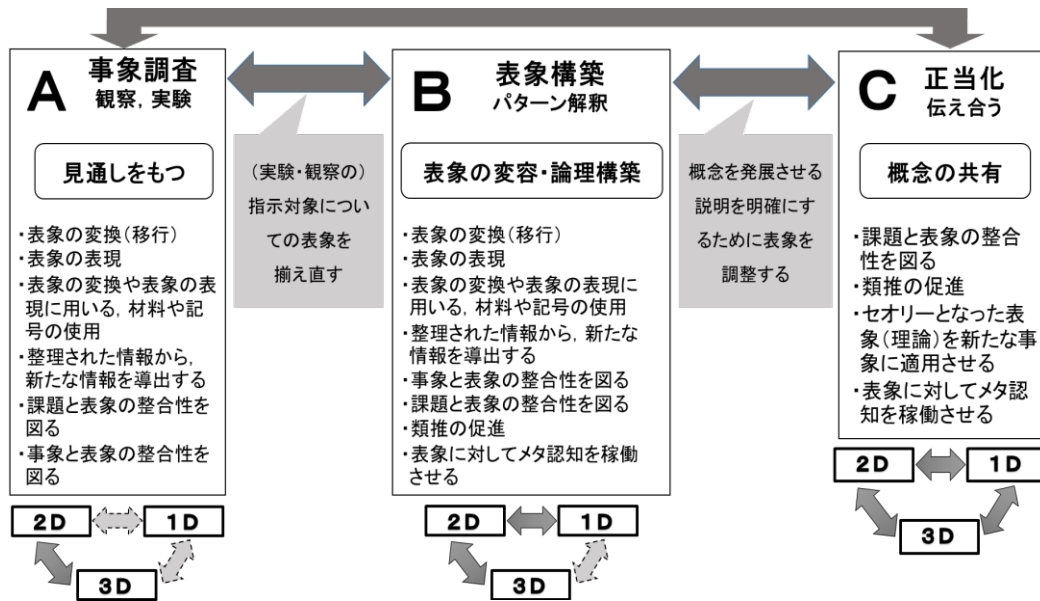 A 事象調査
観察，実験
見通しをもつ
・表象の変換（移行）
・表象の表現
・表象の変換や表象の表
現に用いる，材料や記
号の使用
・整理された情報から，
新たな情報を導出する
・課題と表象の整合性を
図る
・事象と表象の整合性を
図る
2D
1D
3D
（実験・観察の）
指示対象につい
ての表象を
揃え直す
B 表象構築
パターン解釈
表象の変容・論理構築
・表象の変換（移行）
・表象の表現
・表象の変換や表象の表現に
用いる，材料や記号の使用
・整理された情報から，新たな
情報を導出する
・事象と表象の整合性を図る
・課題と表象の整合性を図る
・類推の促進
・表象に対してメタ認知を稼働
させる
2D
1D
3D
概念を発展させる
説明を明確にす
るために表象を
調整する
C 正当化
伝え合う
概念の共有
・課題と表象の整合
性を図る
・類推の促進
・セオリーとなった表
象（理論）を新たな事
象に適用させる
・表象に対してメタ認
知を稼働させる
2D
1D
3D